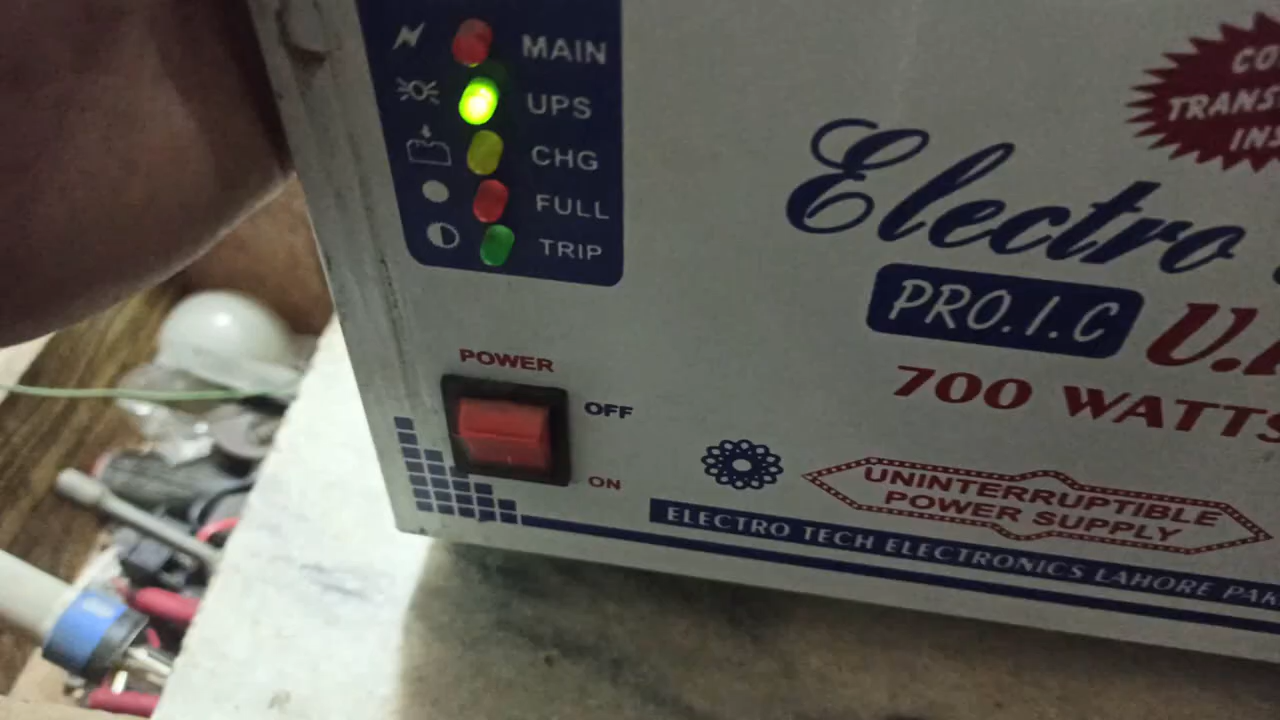 MAIN
UPS
CHG
FULL
TRIP
POWER
OFF
ON
Electro
PRO.I.C
700 WATTS
UNINTERRUPTIBLE
POWER SUPPLY
ELECTRO TECH ELECTRONICS LAHORE